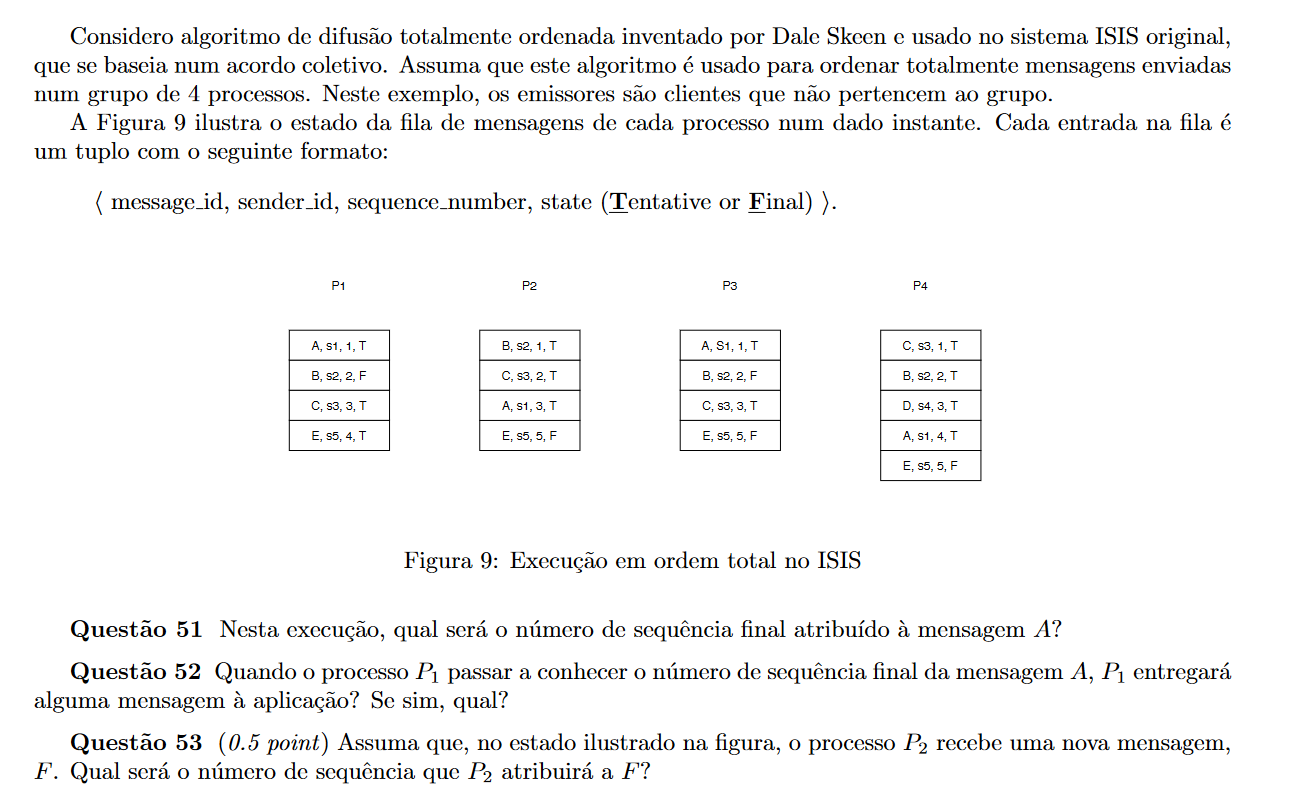 Considero algoritmo de difusão totalmente ordenada inventado por Dale Skeen e usado no sistema ISIS original,
que se baseia num acordo coletivo. Assuma que este algoritmo é usado para ordenar totalmente mensagens enviadas
num grupo de 4 processos. Neste exemplo, os emissores são clientes que não pertencem ao grupo.
A Figura 9 ilustra o estado da fila de mensagens de cada processo num dado instante. Cada entrada na fila é
um tuplo com o seguinte formato:
⟨ message_id, sender_id, sequence_number, state (Tentative or Final) ⟩.
P1 P2 P3 P4
A, s1, 1, T B, s2, 1, T A, S1, 1, T C, s3, 1, T
B, s2, 2, F C, s3, 2, T B, s2, 2, F B, s2, 2, T
C, s3, 3, T A, s1, 3, T C, s3, 3, T D, s4, 3, T
E, s5, 4, T E, s5, 5, F E, s5, 5, F A, s1, 4, T
E, s5, 5, F
Figura 9: Execução em ordem total no ISIS
Questão 51 Nesta execução, qual será o número de sequência final atribuído à mensagem A?
Questão 52 Quando o processo P1 passar a conhecer o número de sequência final da mensagem A, P1 entregará
alguma mensagem à aplicação? Se sim, qual?
Questão 53 (0.5 point) Assuma que, no estado ilustrado na figura, o processo P2 recebe uma nova mensagem,
F. Qual será o número de sequência que P2 atribuirá a F?